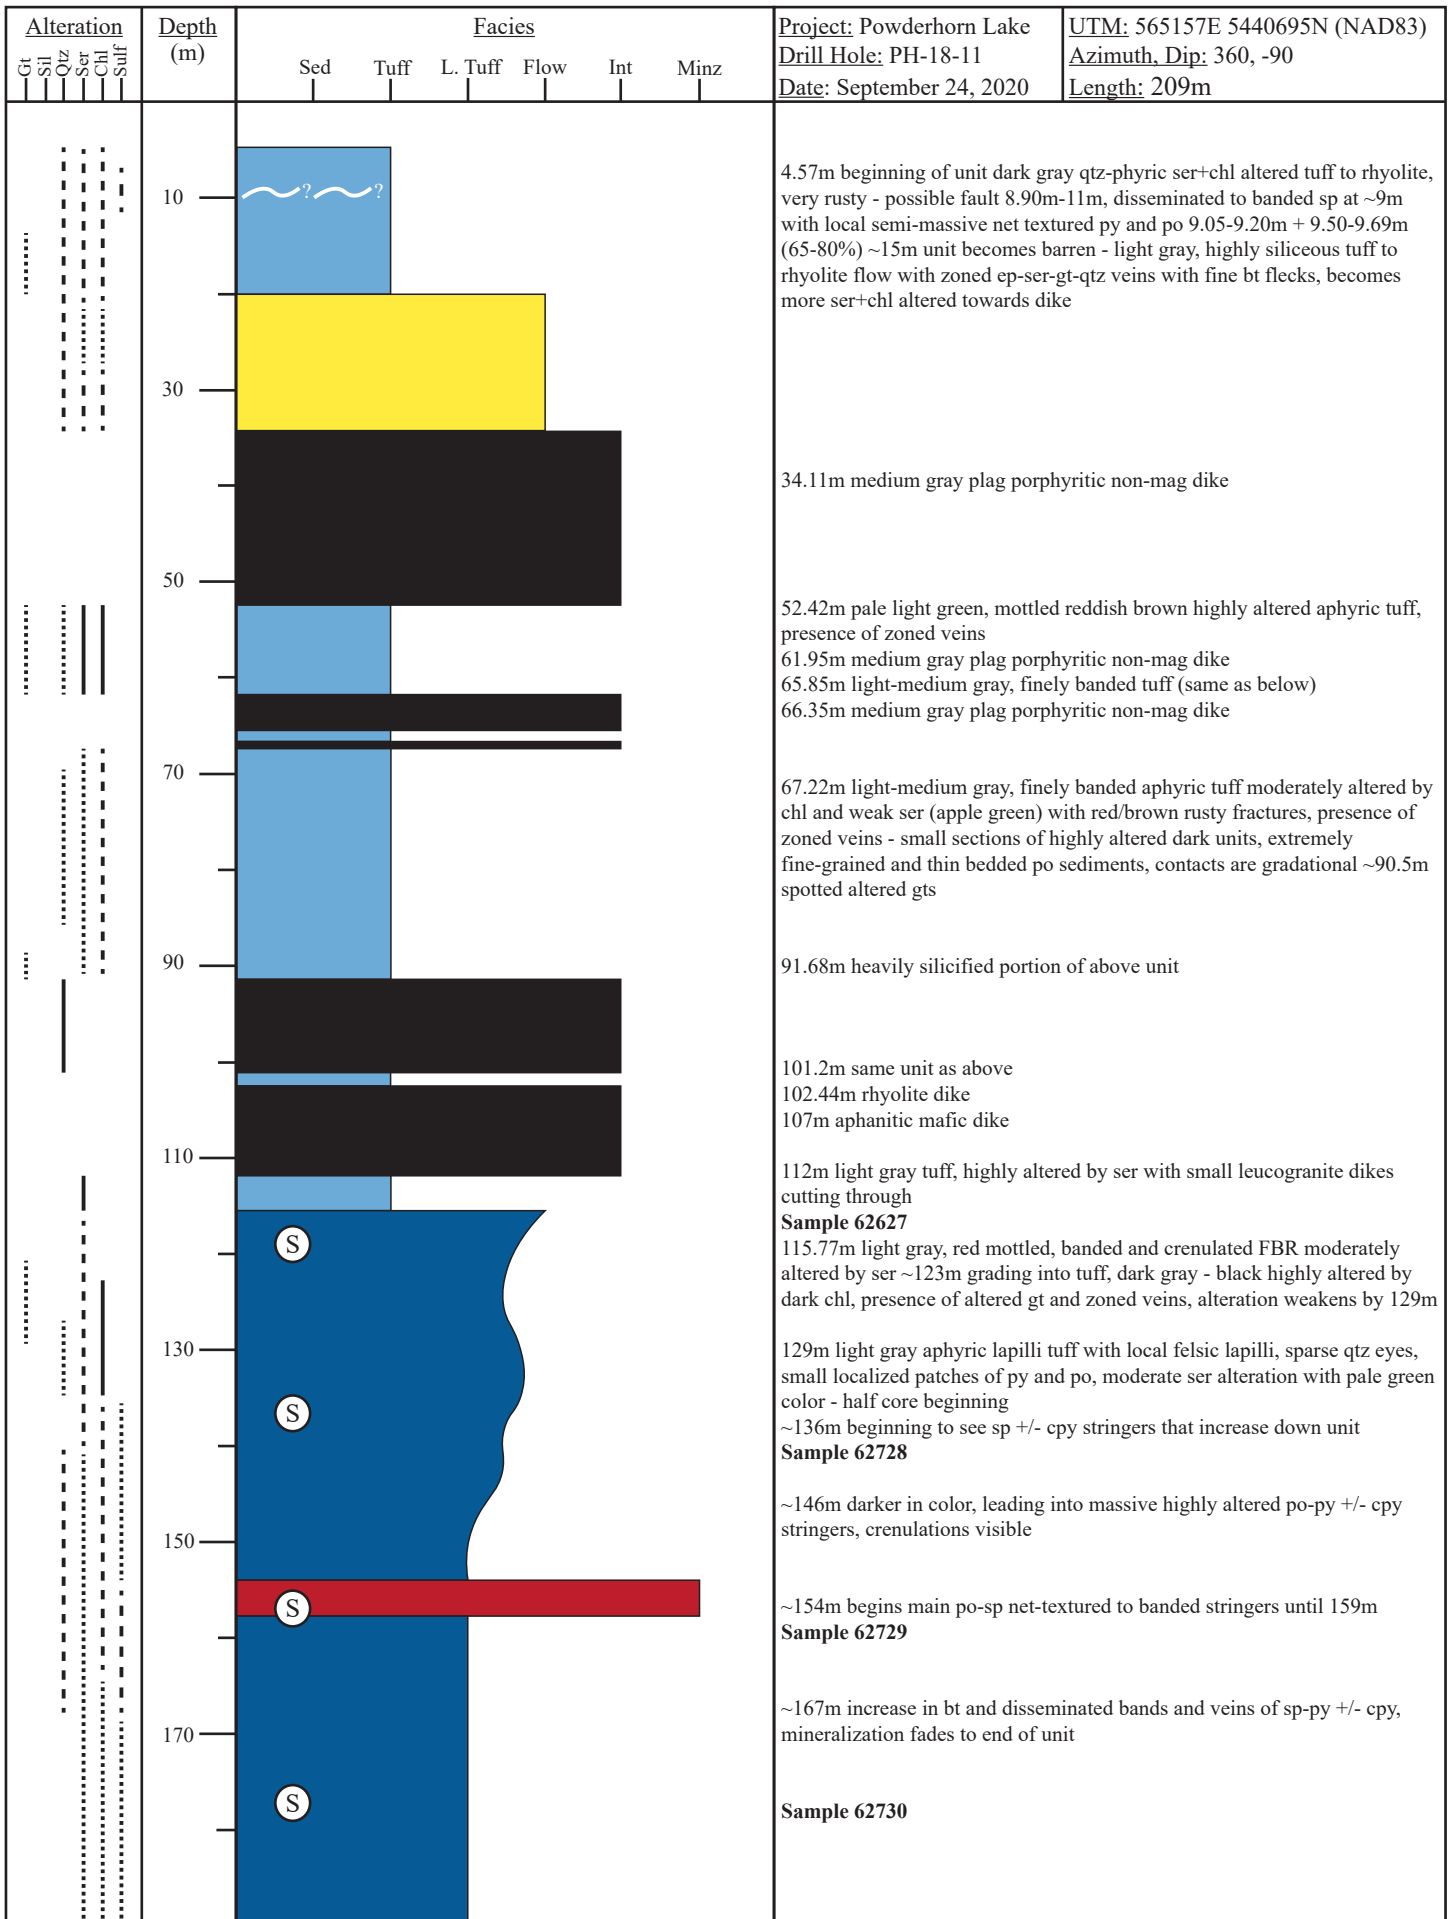 Alteration
Gt
Sil
Qtz
Ser
Chl
Sulf
Depth
(m)
Facies
Sed Tuff L. Tuff Flow Int Minz
Project: Powderhorn Lake
Drill Hole: PH-18-11
Date: September 24, 2020
UTM: 565157E 5440695N (NAD83)
Azimuth, Dip: 360, -90
Length: 209m
10
30
50
70
90
110
130
150
170
? ?
S
S
S
S
4.57m beginning of unit dark gray qtz-phyric ser+chl altered tuff to rhyolite,
very rusty - possible fault 8.90m-11m, disseminated to banded sp at ~9m
with local semi-massive net textured py and po 9.05-9.20m + 9.50-9.69m
(65-80%) ~15m unit becomes barren - light gray, highly siliceous tuff to
rhyolite flow with zoned ep-ser-gt-qtz veins with fine bt flecks, becomes
more ser+chl altered towards dike
34.11m medium gray plag porphyritic non-mag dike
52.42m pale light green, mottled reddish brown highly altered aphyric tuff,
presence of zoned veins
61.95m medium gray plag porphyritic non-mag dike
65.85m light-medium gray, finely banded tuff (same as below)
66.35m medium gray plag porphyritic non-mag dike
67.22m light-medium gray, finely banded aphyric tuff moderately altered by
chl and weak ser (apple green) with red/brown rusty fractures, presence of
zoned veins - small sections of highly altered dark units, extremely
fine-grained and thin bedded po sediments, contacts are gradational ~90.5m
spotted altered gts
91.68m heavily silicified portion of above unit
101.2m same unit as above
102.44m rhyolite dike
107m aphanitic mafic dike
112m light gray tuff, highly altered by ser with small leucogranite dikes
cutting through
Sample 62627
115.77m light gray, red mottled, banded and crenulated FBR moderately
altered by ser ~123m grading into tuff, dark gray - black highly altered by
dark chl, presence of altered gt and zoned veins, alteration weakens by 129m
129m light gray aphyric lapilli tuff with local felsic lapilli, sparse qtz eyes,
small localized patches of py and po, moderate ser alteration with pale green
color - half core beginning
~136m beginning to see sp +/- cpy stringers that increase down unit
Sample 62728
~146m darker in color, leading into massive highly altered po-py +/- cpy
stringers, crenulations visible
~154m begins main po-sp net-textured to banded stringers until 159m
Sample 62729
~167m increase in bt and disseminated bands and veins of sp-py +/- cpy,
mineralization fades to end of unit
Sample 62730